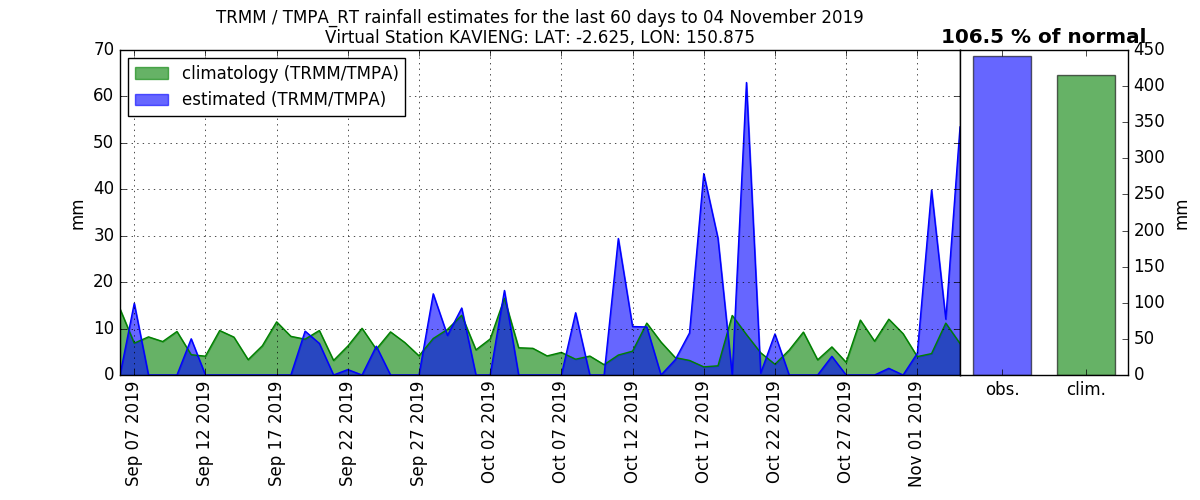 TRMM / TMPA_RT rainfall estimates for the last 60 days to 04 November 2019
Virtual Station KAVIENG: LAT: -2.625, LON: 150.875
106.5 % of normal
climatology (TRMM/TMPA)
estimated (TRMM/TMPA)
mm
70
60
50
40
30
20
10
0
Sep 07 2019
Sep 12 2019
Sep 17 2019
Sep 22 2019
Sep 27 2019
Oct 02 2019
Oct 07 2019
Oct 12 2019
Oct 17 2019
Oct 22 2019
Oct 27 2019
Nov 01 2019
obs.
clim.
450
400
350
300
250
200
150
100
50
0
mm